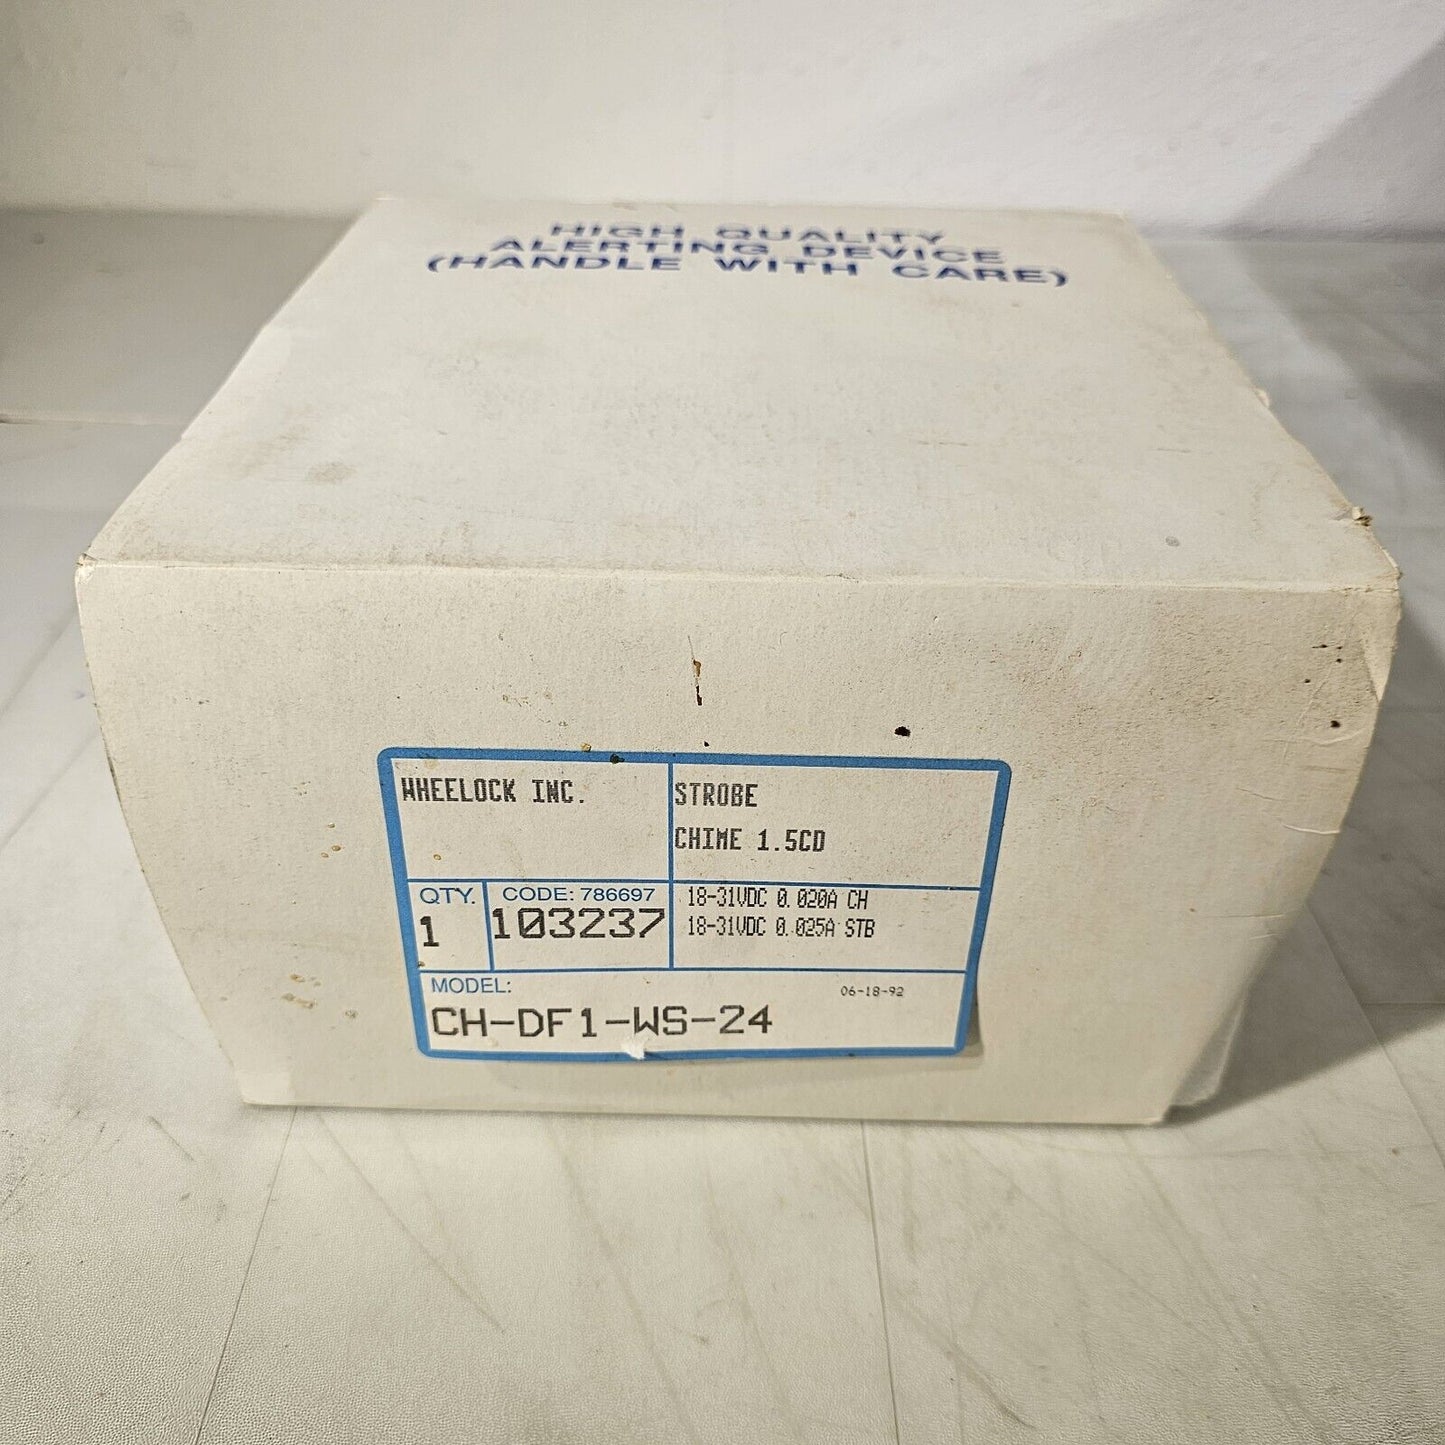 HIGH QUALITY
ALERTING DEVICE
(HANDLE WITH CARE)
WHEELOCK INC.
STROBE
CHIME 1.5CD
QTY.
1
CODE: 786697
103237
18-31VDC 0.020A CH
18-31VDC 0.025A STB
MODEL:
06-18-92
CH-DF1-WS-24